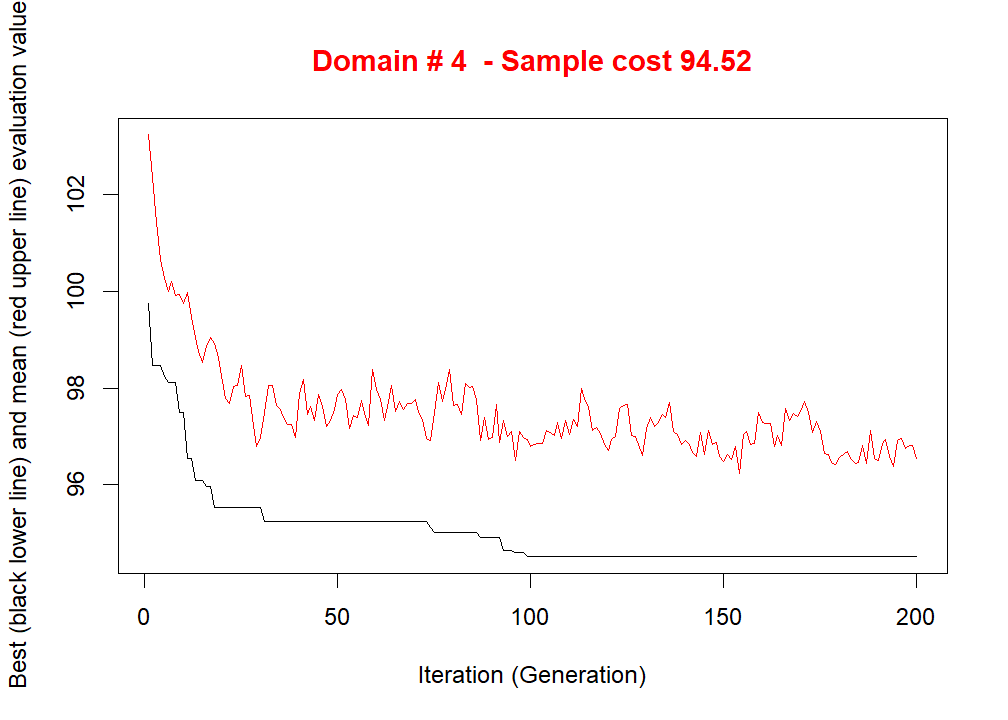 Domain # 4  - Sample cost 94.52
Best (black lower line) and mean (red upper line) evaluation value
102
100
98
96
0 50 100 150 200
Iteration (Generation)